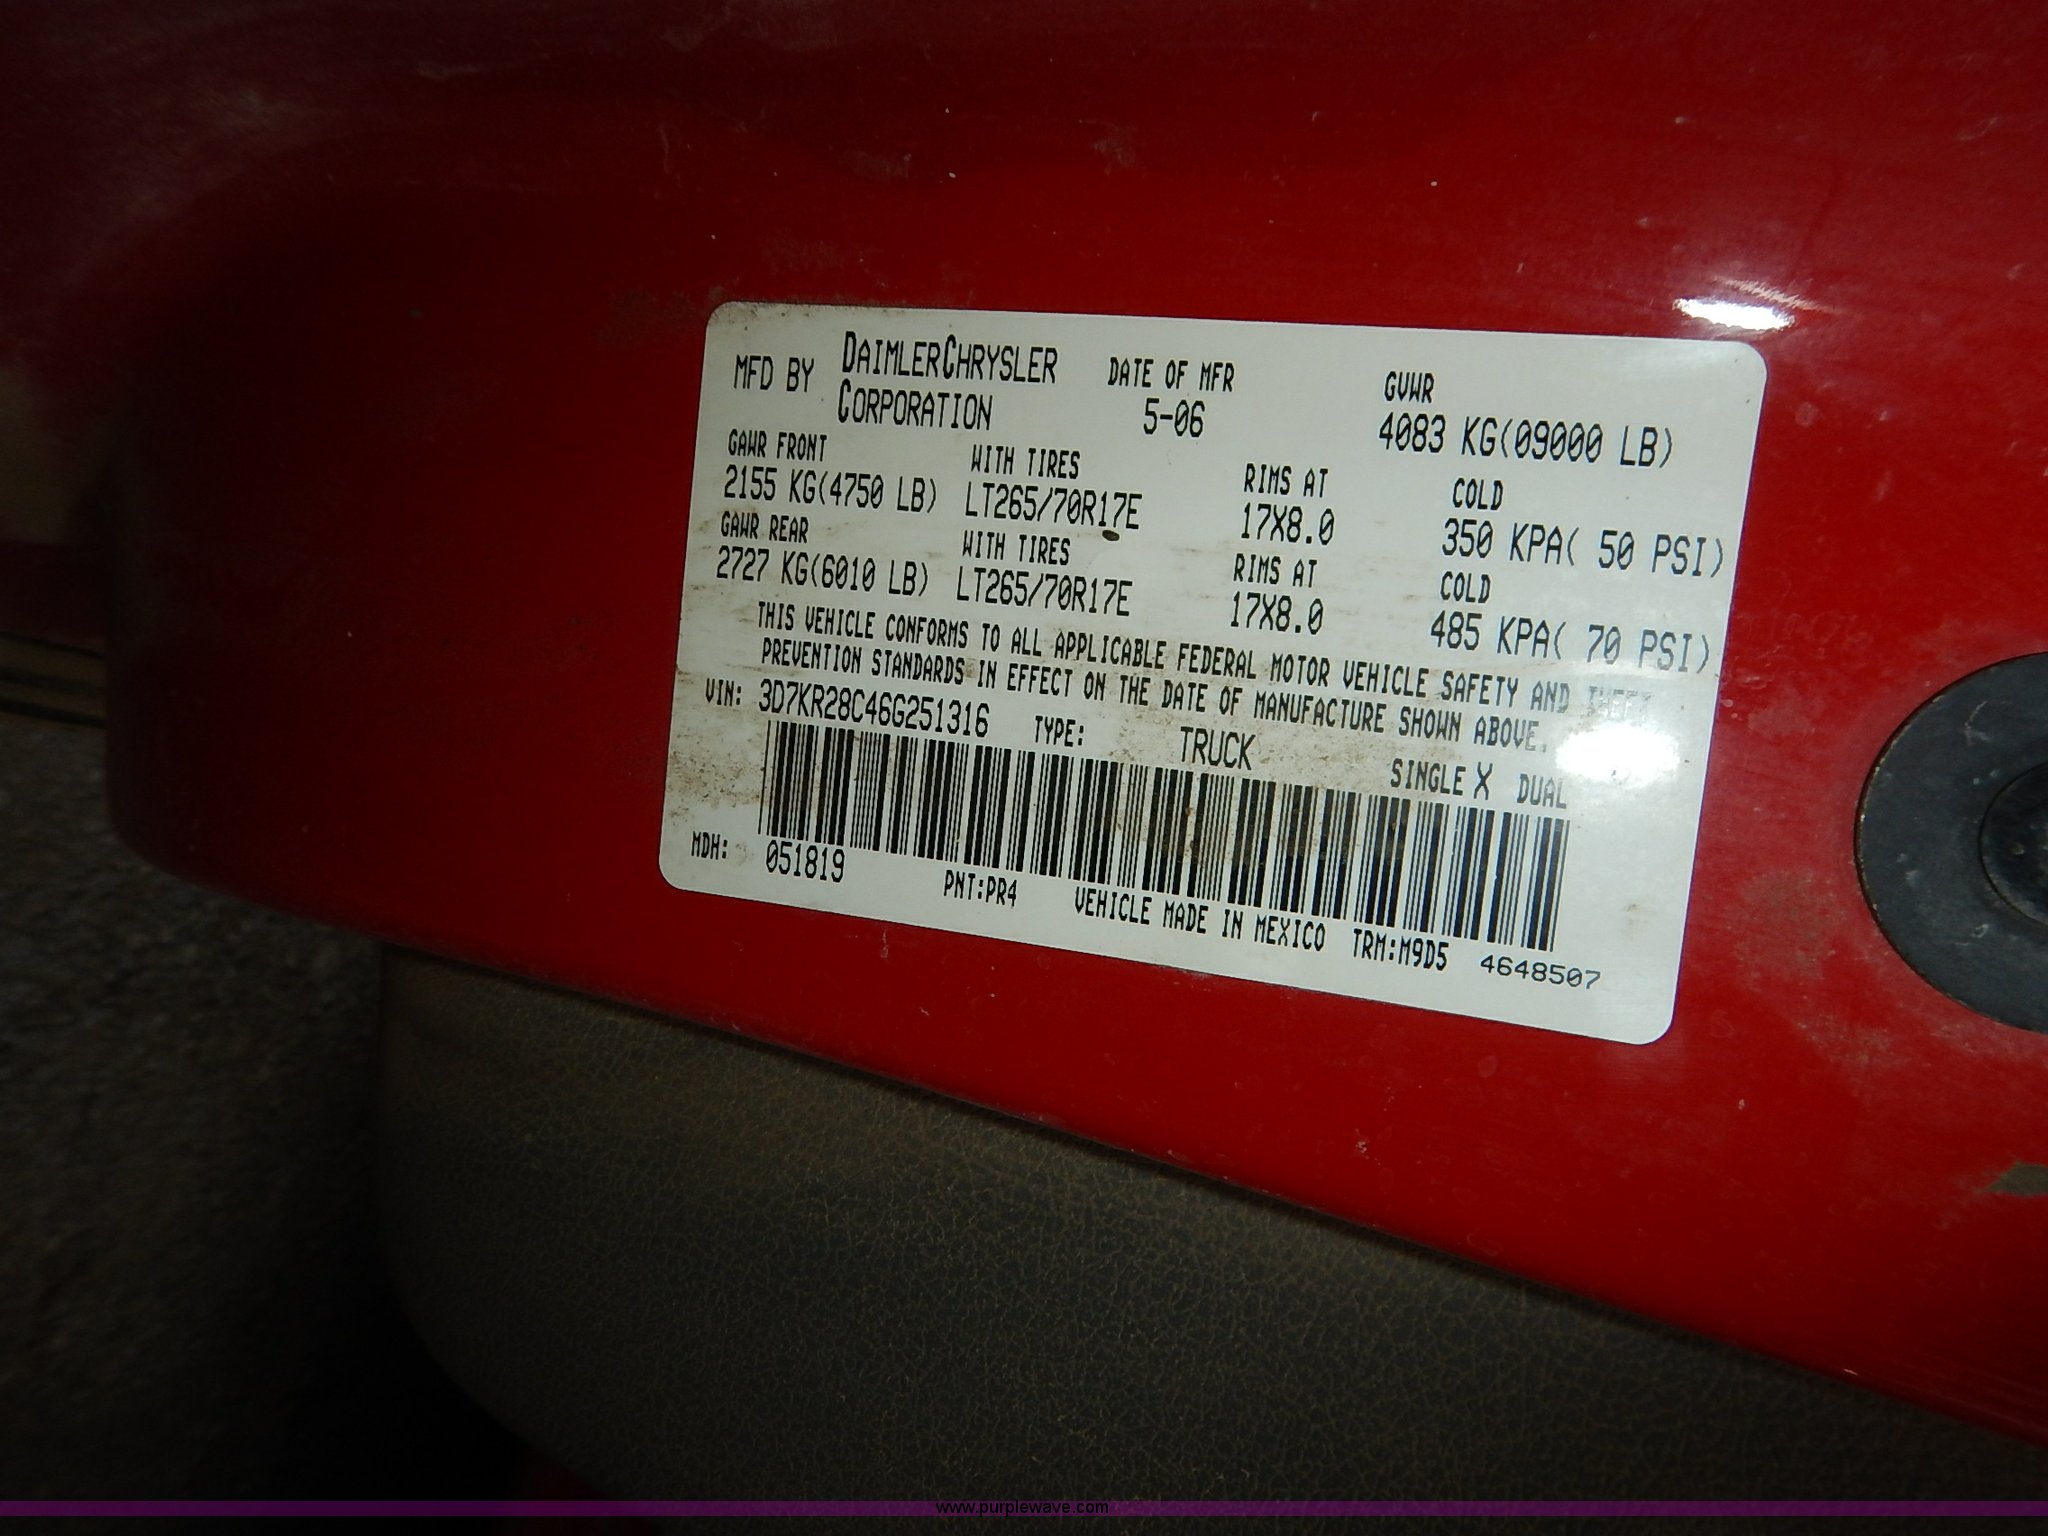 MFD BY DAIMLERCHRYSLER CORPORATION DATE OF MFR 5-06 GVWR 4083 KG(09000 LB)
GAWR FRONT WITH TIRES RIMS AT COLD
2155 KG(4750 LB) LT265/70R17E 17X8.0 350 KPA( 50 PSI)
GAWR REAR WITH TIRES RIMS AT COLD
2727 KG(6010 LB) LT265/70R17E 17X8.0 485 KPA( 70 PSI)
THIS VEHICLE CONFORMS TO ALL APPLICABLE FEDERAL MOTOR VEHICLE SAFETY AND THEFT
PREVENTION STANDARDS IN EFFECT ON THE DATE OF MANUFACTURE SHOWN ABOVE.
VIN: 3D7KR28C46G251316 TYPE: TRUCK SINGLE X DUAL
MDH: 051819 PNT:PR4 VEHICLE MADE IN MEXICO TRM:M9D5 4648507
www.purplewave.com